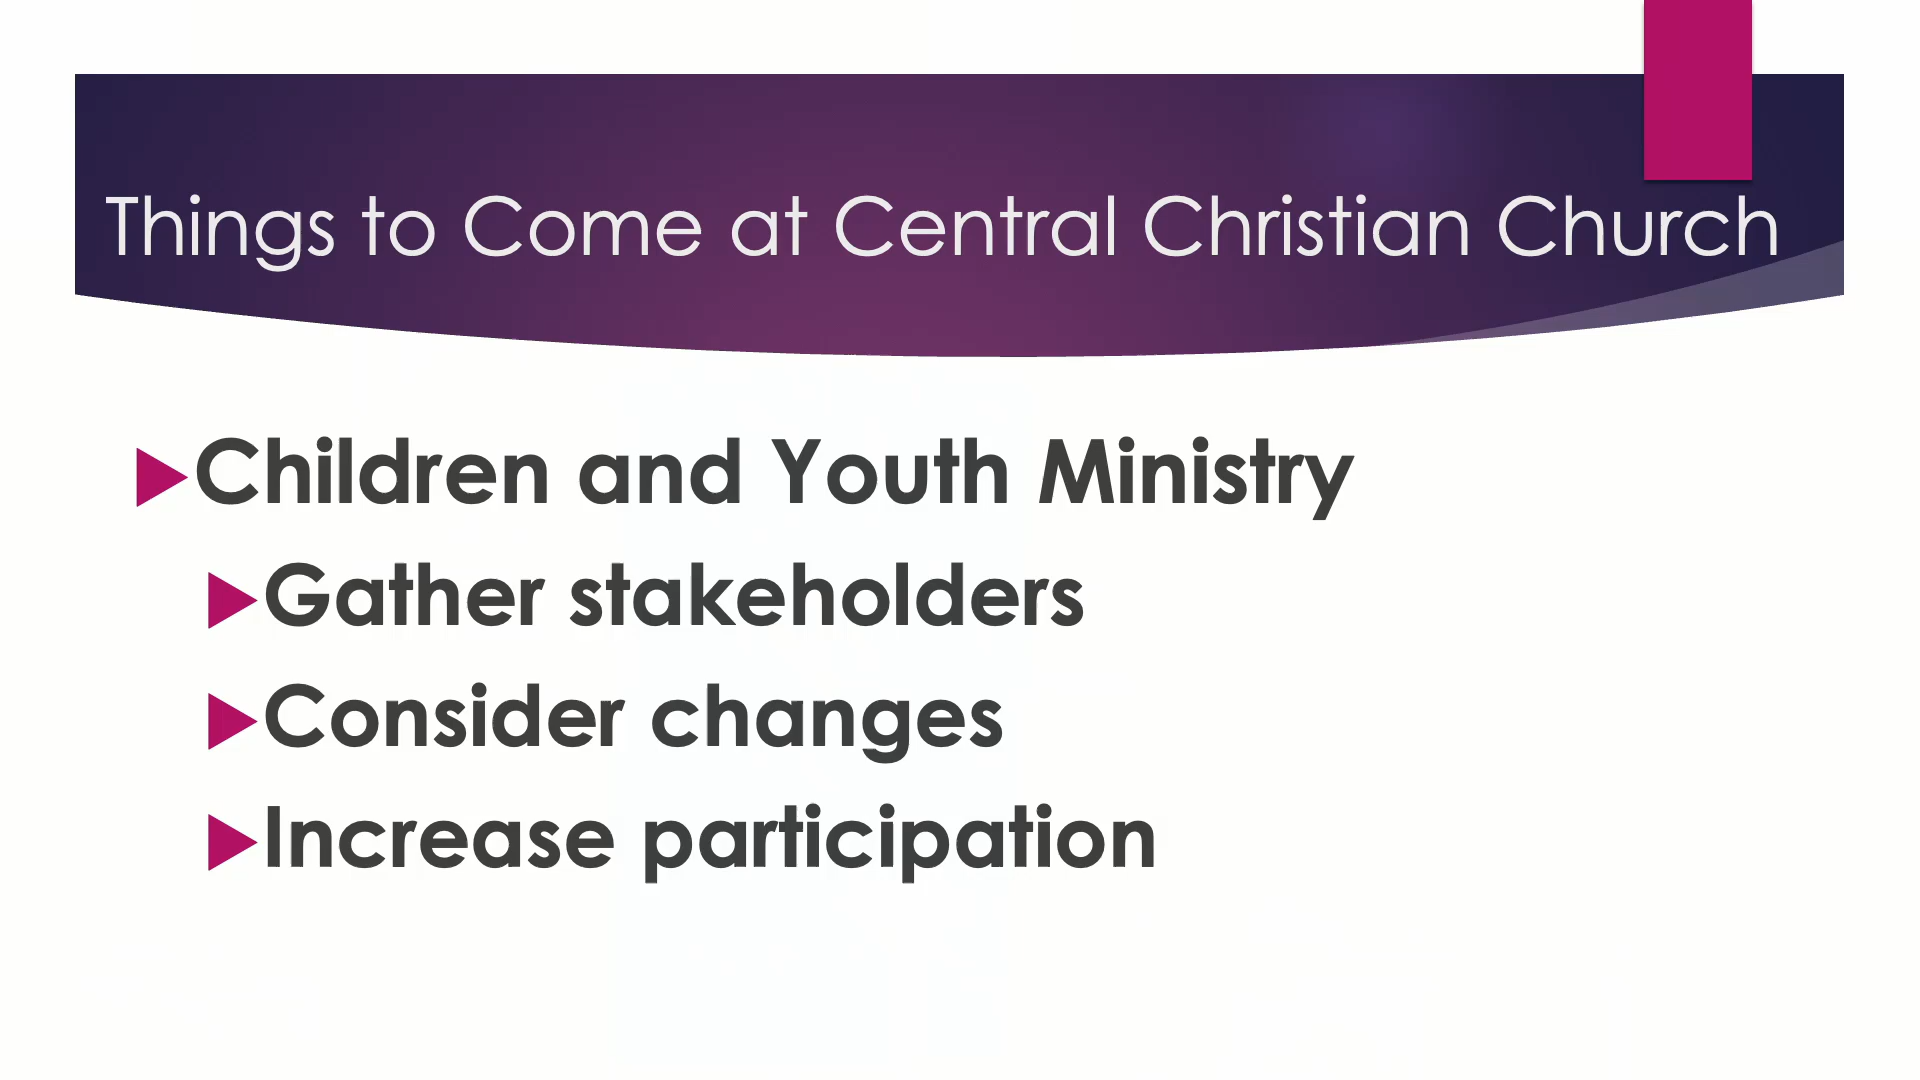 Things to Come at Central Christian Church
Children and Youth Ministry
Gather stakeholders
Consider changes
Increase participation